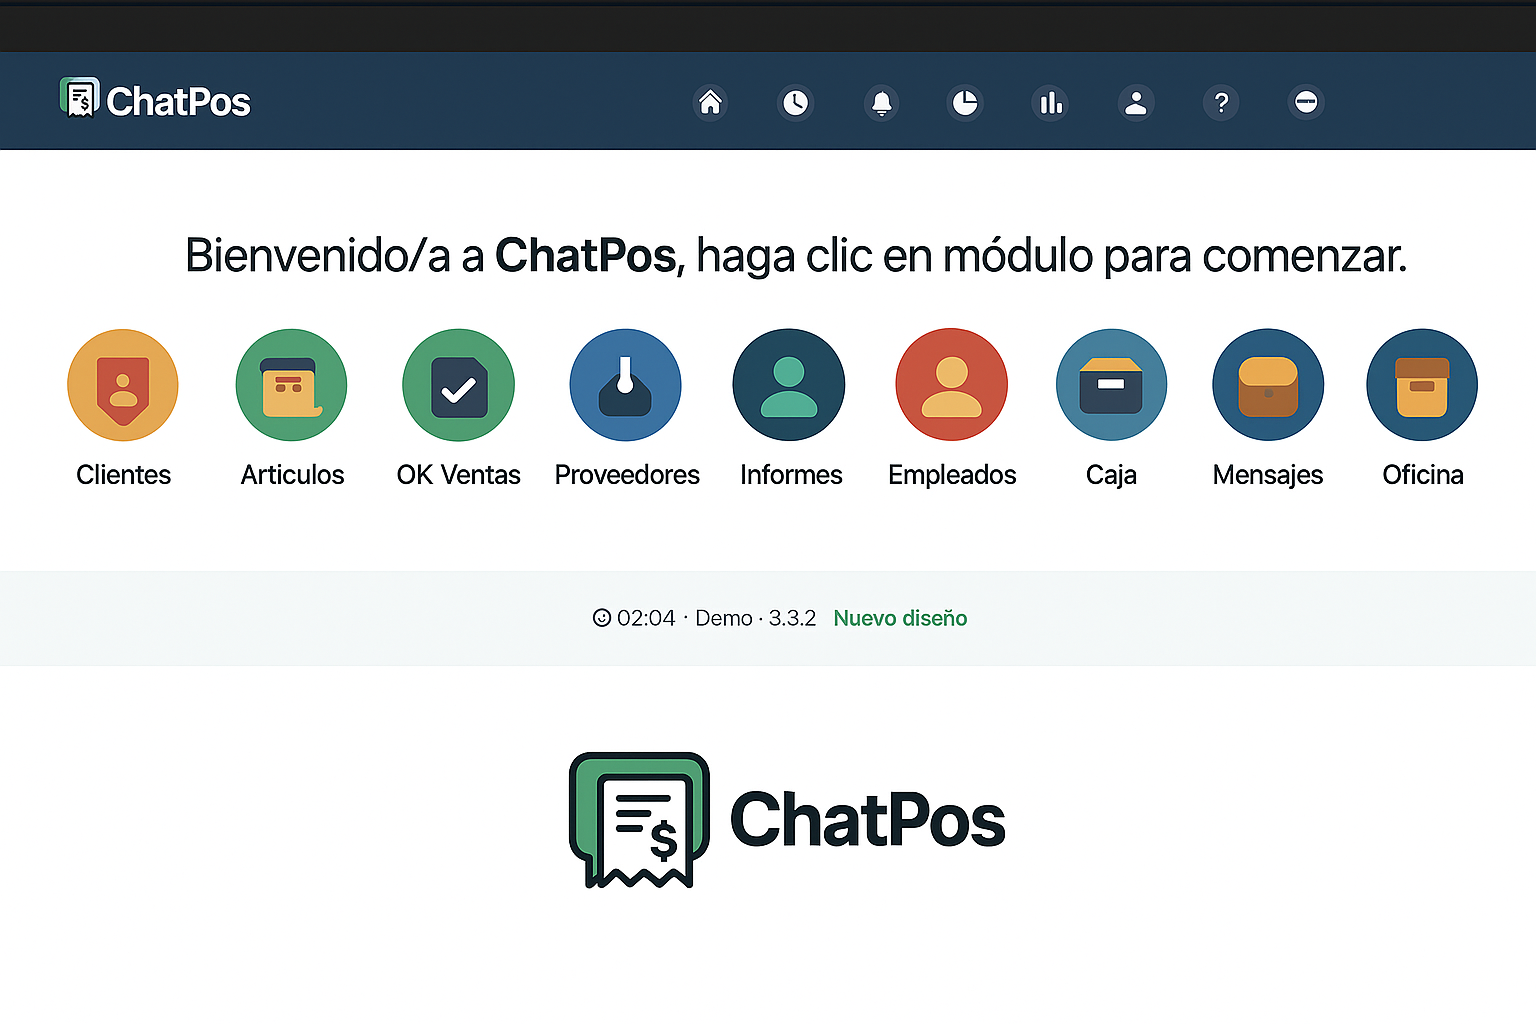 ChatPos
?
Bienvenido/a a ChatPos, haga clic en módulo para comenzar.
Clientes Articulos OK Ventas Proveedores Informes Empleados Caja Mensajes Oficina
02:04 · Demo · 3.3.2 Nuevo diseño
$ ChatPos